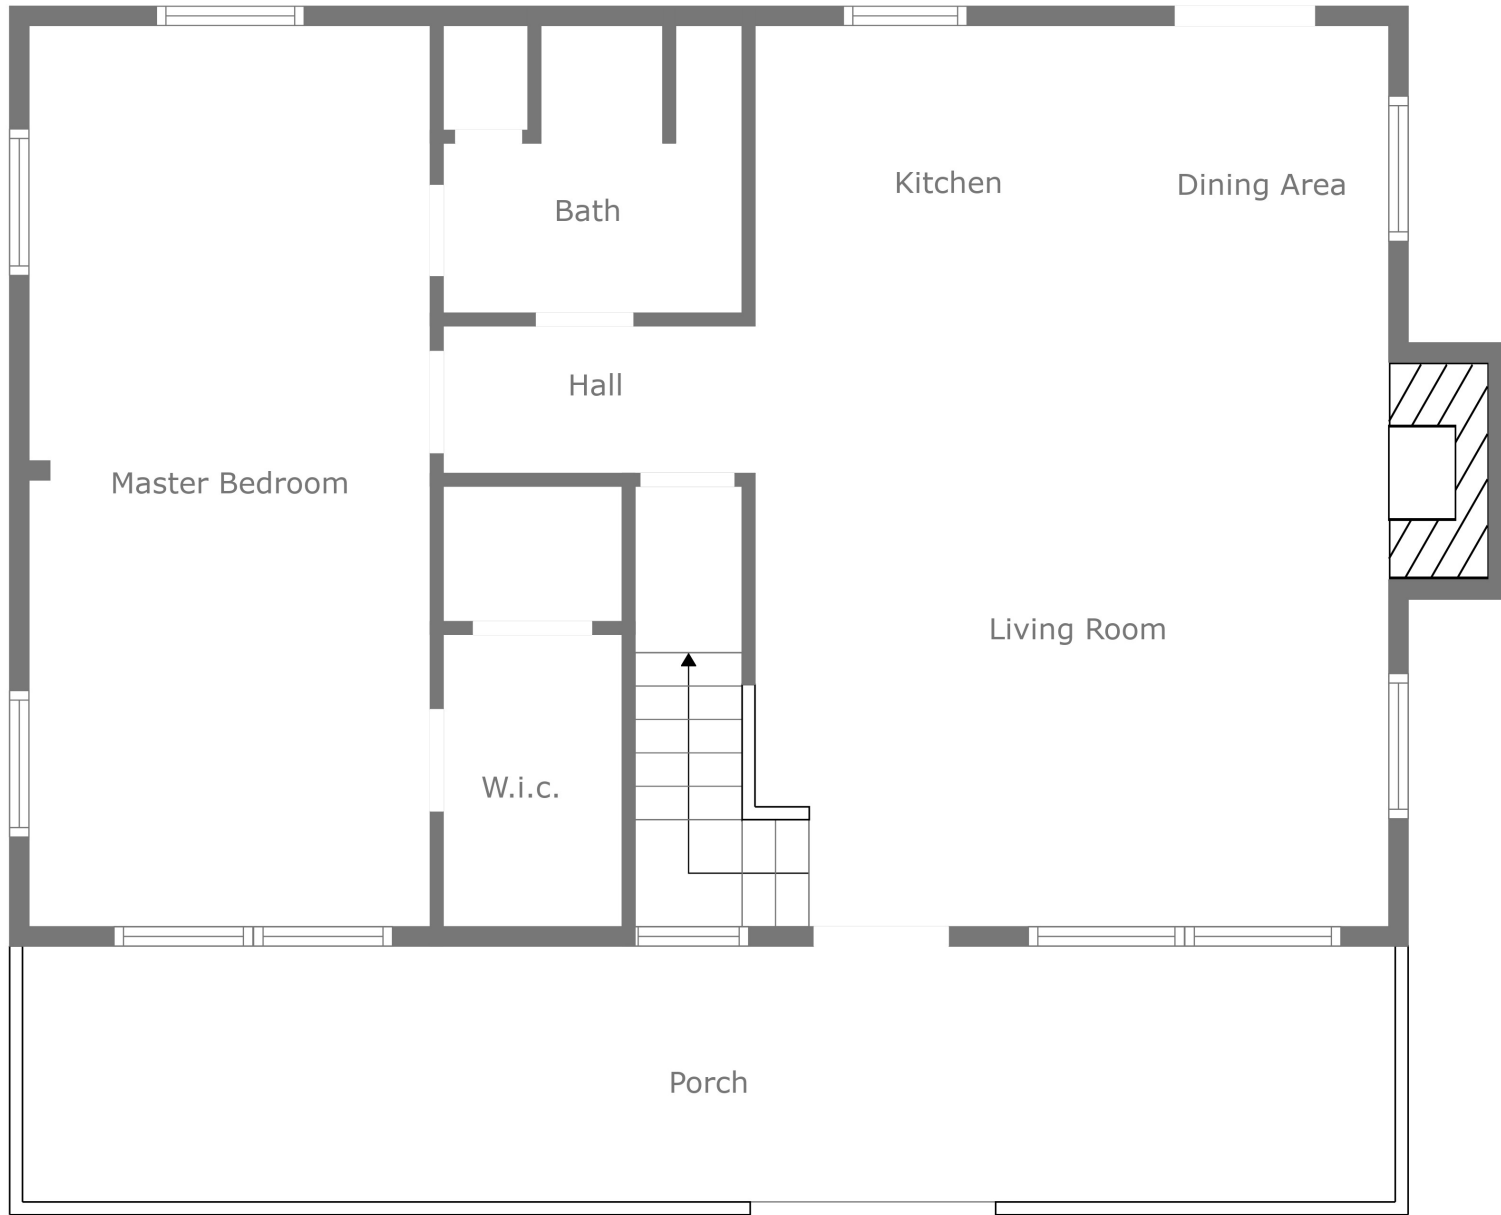 Kitchen
Dining Area
Bath
Hall
Master Bedroom
Living Room
W.i.c.
Porch